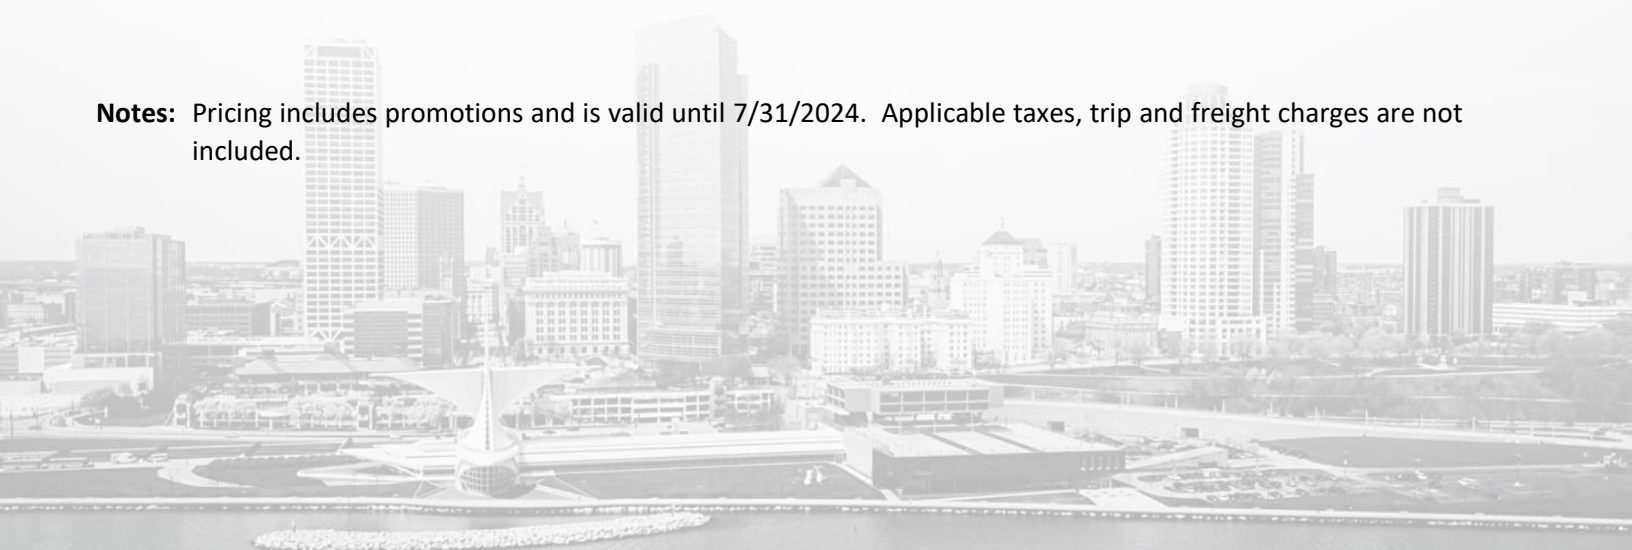 Notes: Pricing includes promotions and is valid until 7/31/2024.  Applicable taxes, trip and freight charges are not
included.